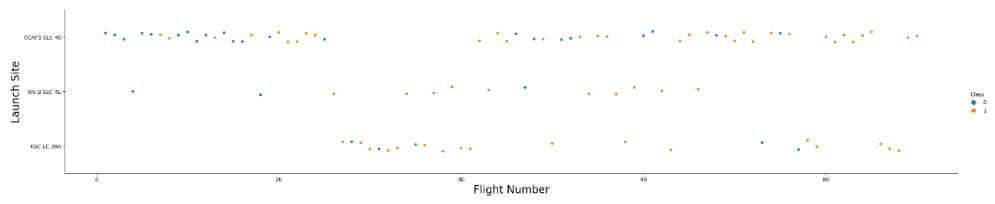 CCAFS SLC 40
VAFB SLC 4E
KSC LC 39A
Launch Site
0
20
40
60
80
Flight Number
Class
0
1